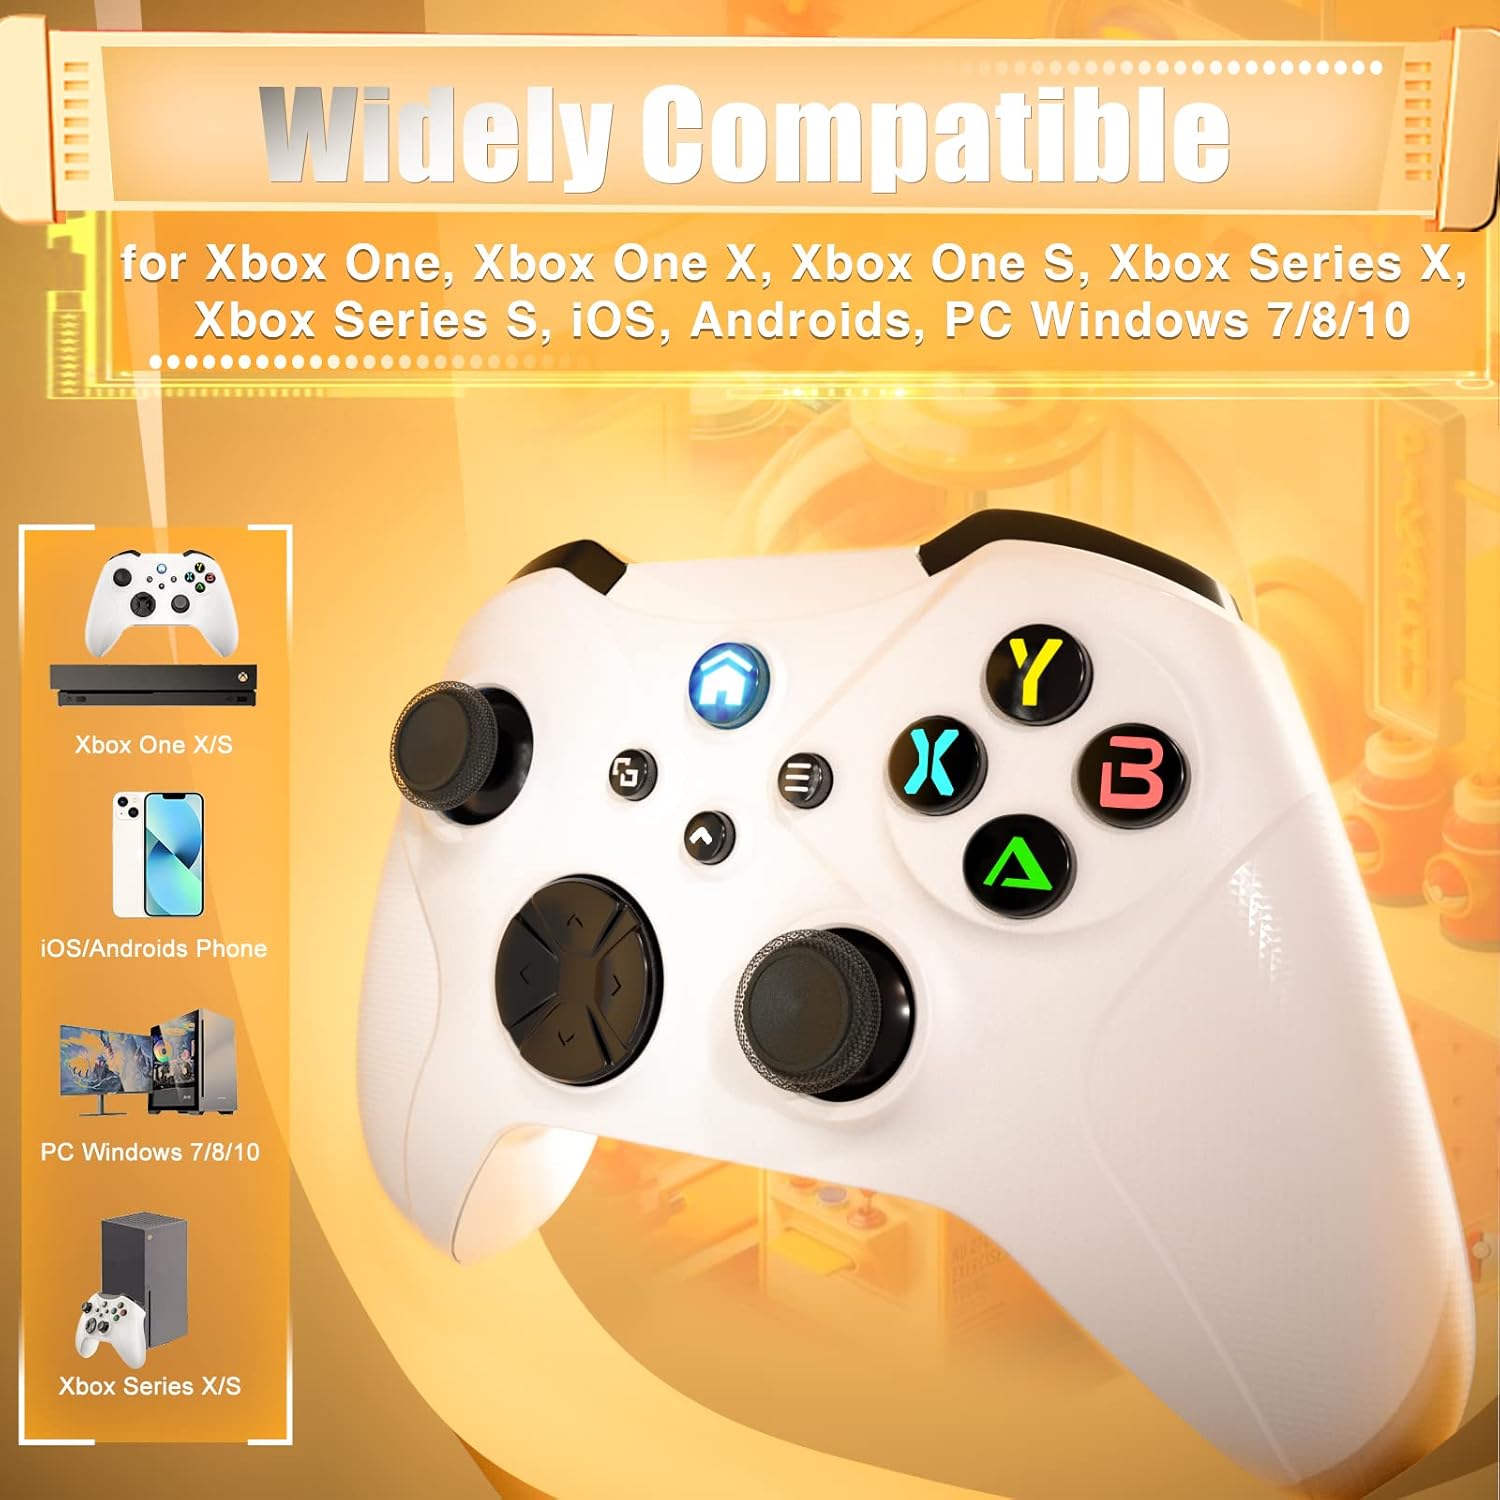 Widely Compatible
for Xbox One, Xbox One X, Xbox One S, Xbox Series X,
Xbox Series S, iOS, Androids, PC Windows 7/8/10
Xbox One X/S
iOS/Androids Phone
PC Windows 7/8/10
Xbox Series X/S
Y
X
B
A